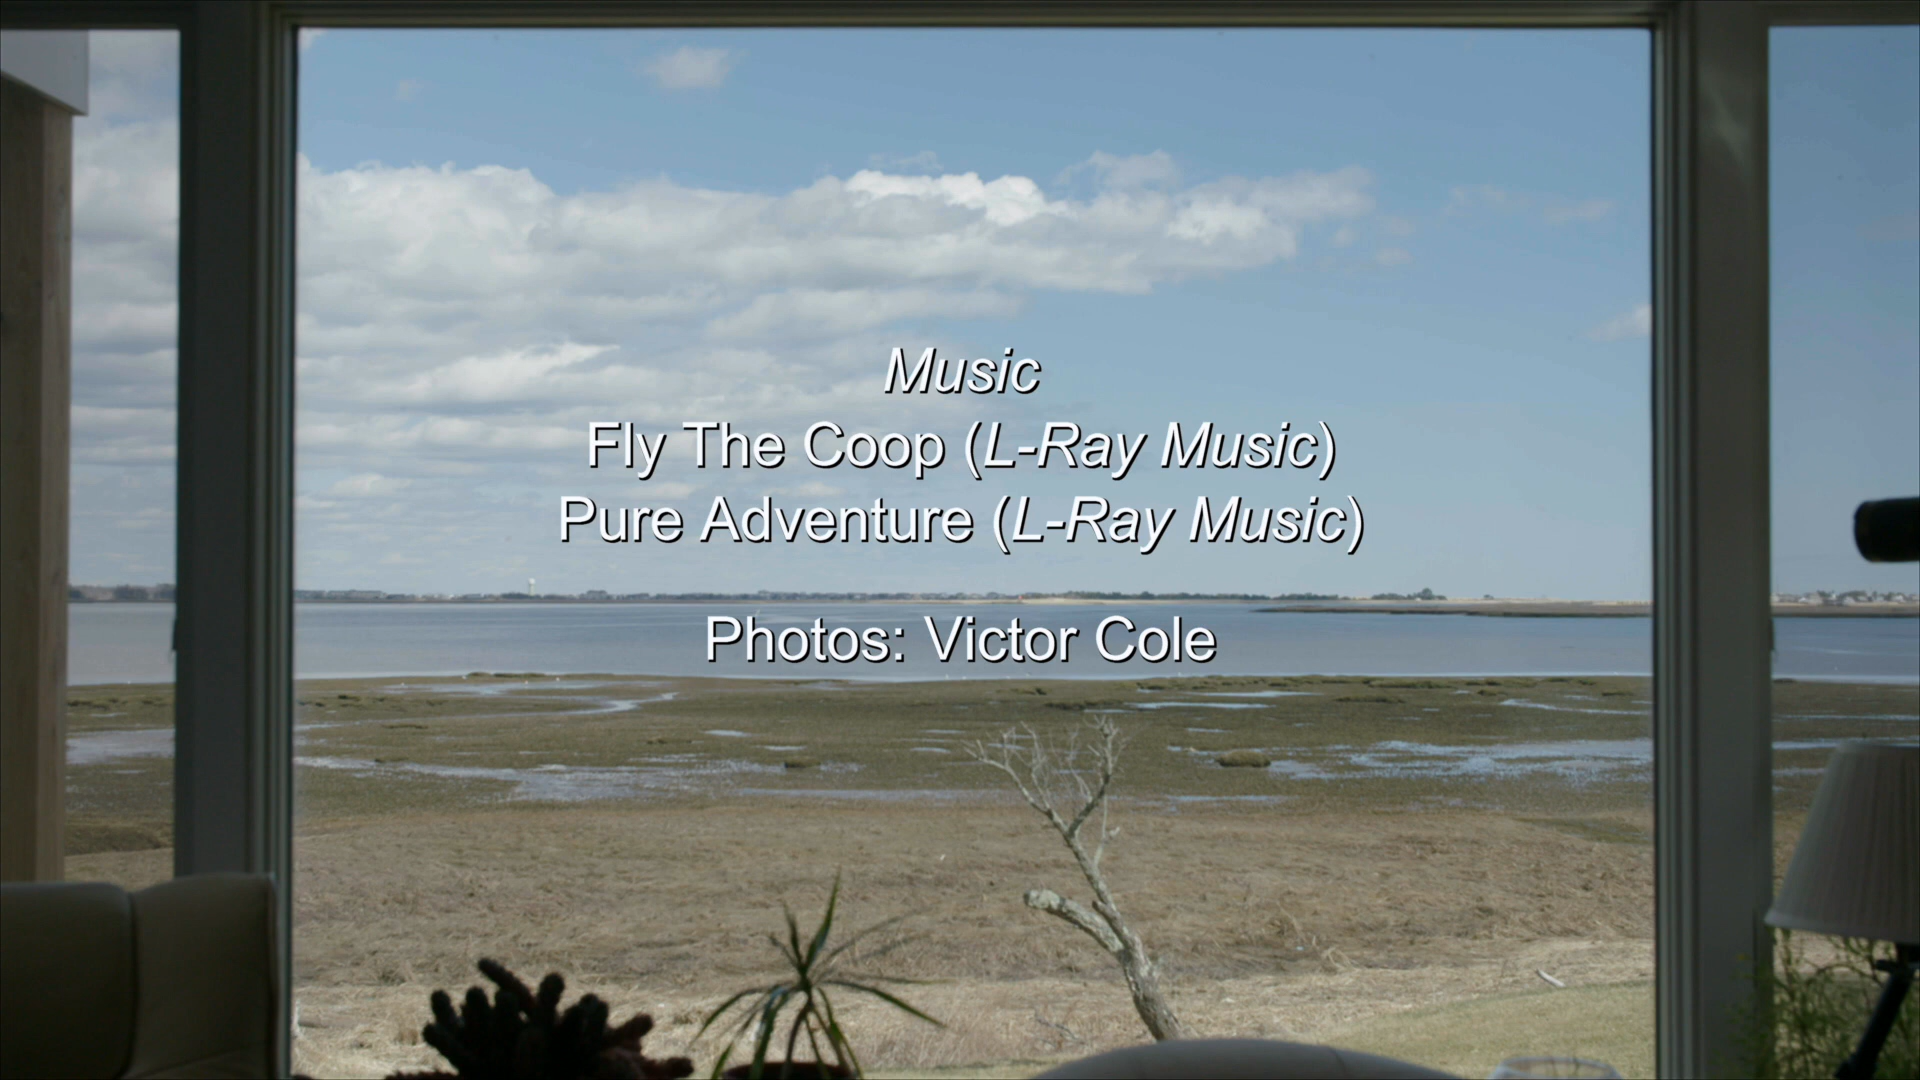 Music
Fly The Coop (L-Ray Music)
Pure Adventure (L-Ray Music)
Photos: Victor Cole